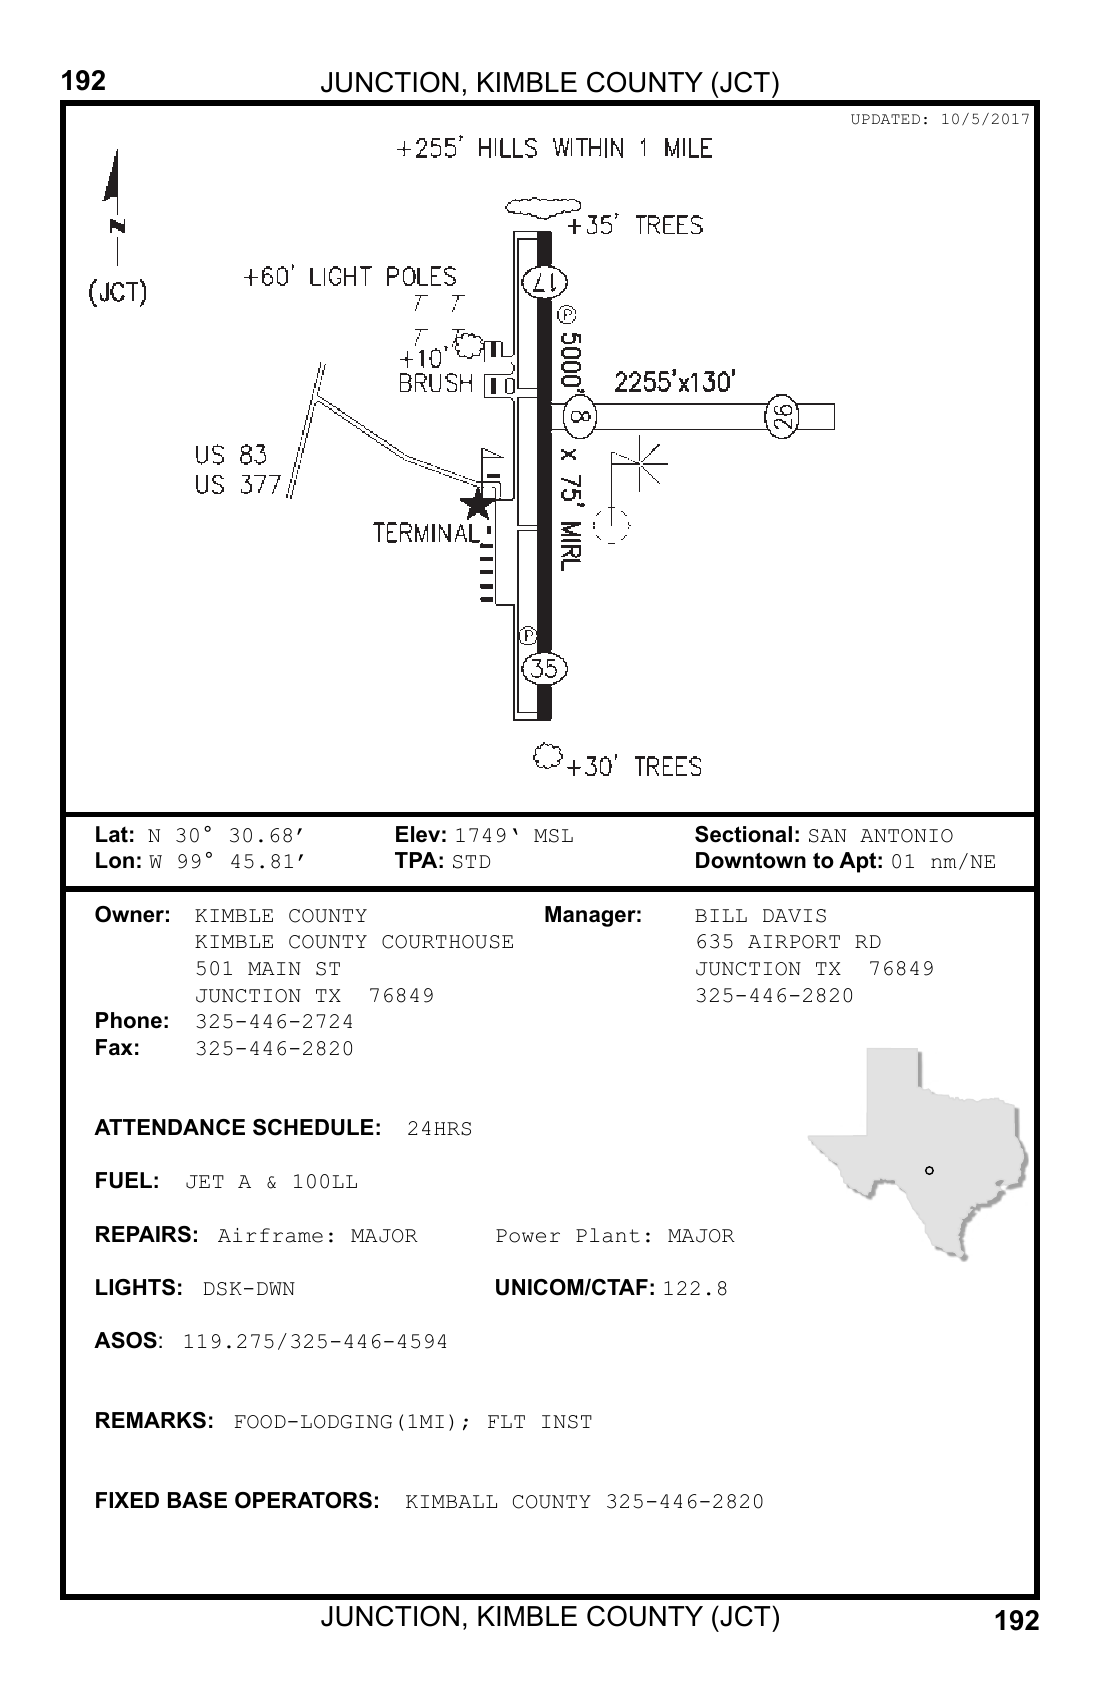 192 JUNCTION, KIMBLE COUNTY (JCT)
UPDATED: 10/5/2017
+255' HILLS WITHIN 1 MILE
+35' TREES
N
(JCT)
+60' LIGHT POLES
17
P
+10'
BRUSH
5000' x 75' MIRL
2255'x130'
8
26
US 83
US 377
TERMINAL
P
35
+30' TREES
Lat: N 30° 30.68′ Elev: 1749‘ MSL Sectional: SAN ANTONIO
Lon: W 99° 45.81′ TPA: STD Downtown to Apt: 01 nm/NE
Owner: KIMBLE COUNTY Manager: BILL DAVIS
KIMBLE COUNTY COURTHOUSE 635 AIRPORT RD
501 MAIN ST JUNCTION TX 76849
JUNCTION TX 76849 325-446-2820
Phone: 325-446-2724
Fax: 325-446-2820
ATTENDANCE SCHEDULE: 24HRS
FUEL: JET A & 100LL
REPAIRS: Airframe: MAJOR Power Plant: MAJOR
LIGHTS: DSK-DWN UNICOM/CTAF: 122.8
ASOS: 119.275/325-446-4594
REMARKS: FOOD-LODGING(1MI); FLT INST
FIXED BASE OPERATORS: KIMBALL COUNTY 325-446-2820
JUNCTION, KIMBLE COUNTY (JCT) 192